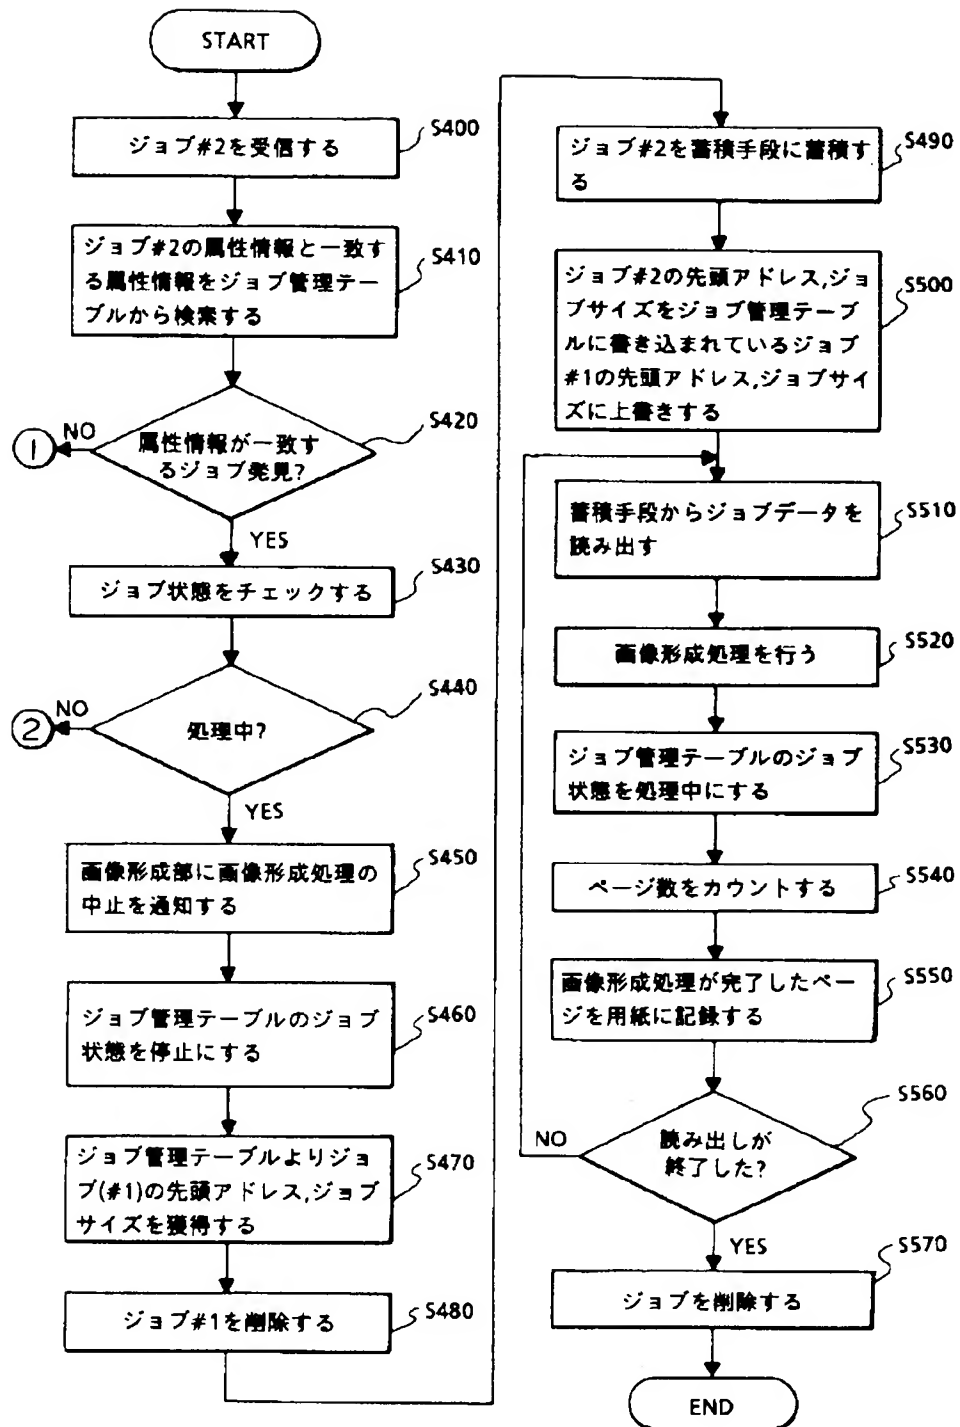 START
ジョブ#2を受信する
S400
ジョブ#2の属性情報と一致す
る属性情報をジョブ管理テー
ブルから検索する
S410
属性情報が一致す
るジョブ発見?
S420
NO
1
YES
ジョブ状態をチェックする
S430
処理中?
S440
NO
2
YES
画像形成部に画像形成処理の
中止を通知する
S450
ジョブ管理テーブルのジョブ
状態を停止にする
S460
ジョブ管理テーブルよりジョ
ブ(#1)の先頭アドレス,ジョブ
サイズを獲得する
S470
ジョブ#1を削除する
S480
ジョブ#2を蓄積手段に蓄積す
る
S490
ジョブ#2の先頭アドレス,ジョ
ブサイズをジョブ管理テーブ
ルに書き込まれているジョブ
#1の先頭アドレス,ジョブサイ
ズに上書きする
S500
蓄積手段からジョブデータを
読み出す
S510
画像形成処理を行う
S520
ジョブ管理テーブルのジョブ
状態を処理中にする
S530
ページ数をカウントする
S540
画像形成処理が完了したペー
ジを用紙に記録する
S550
読み出しが
終了した?
S560
NO
YES
ジョブを削除する
S570
END